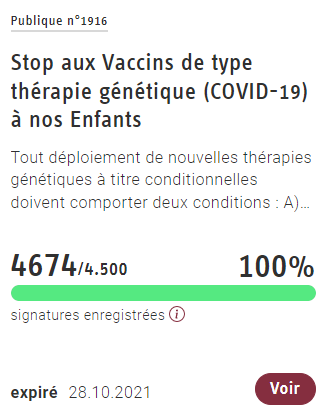 Publique n°1916
Stop aux Vaccins de type
thérapie génétique (COVID-19)
à nos Enfants
Tout déploiement de nouvelles thérapies
génétiques à titre conditionnelles
doivent comporter deux conditions : A)...
4674/4.500 100%
signatures enregistrées i
expiré 28.10.2021 Voir